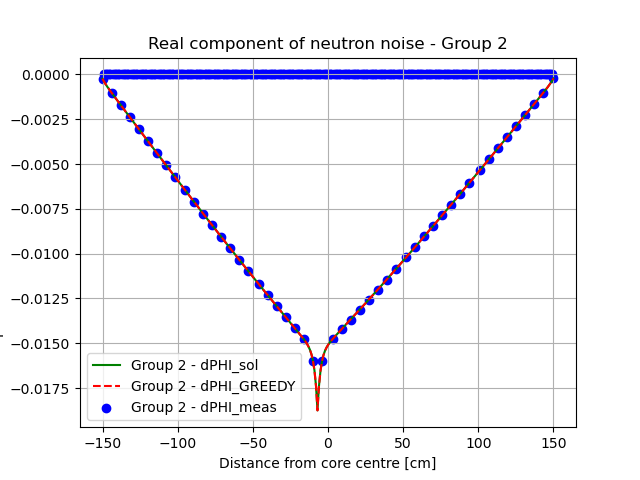 Real component of neutron noise - Group 2
0.0000
−0.0025
−0.0050
−0.0075
−0.0100
−0.0125
−0.0150
−0.0175
Group 2 - dPHI_sol
Group 2 - dPHI_GREEDY
Group 2 - dPHI_meas
−150 −100 −50 0 50 100 150
Distance from core centre [cm]